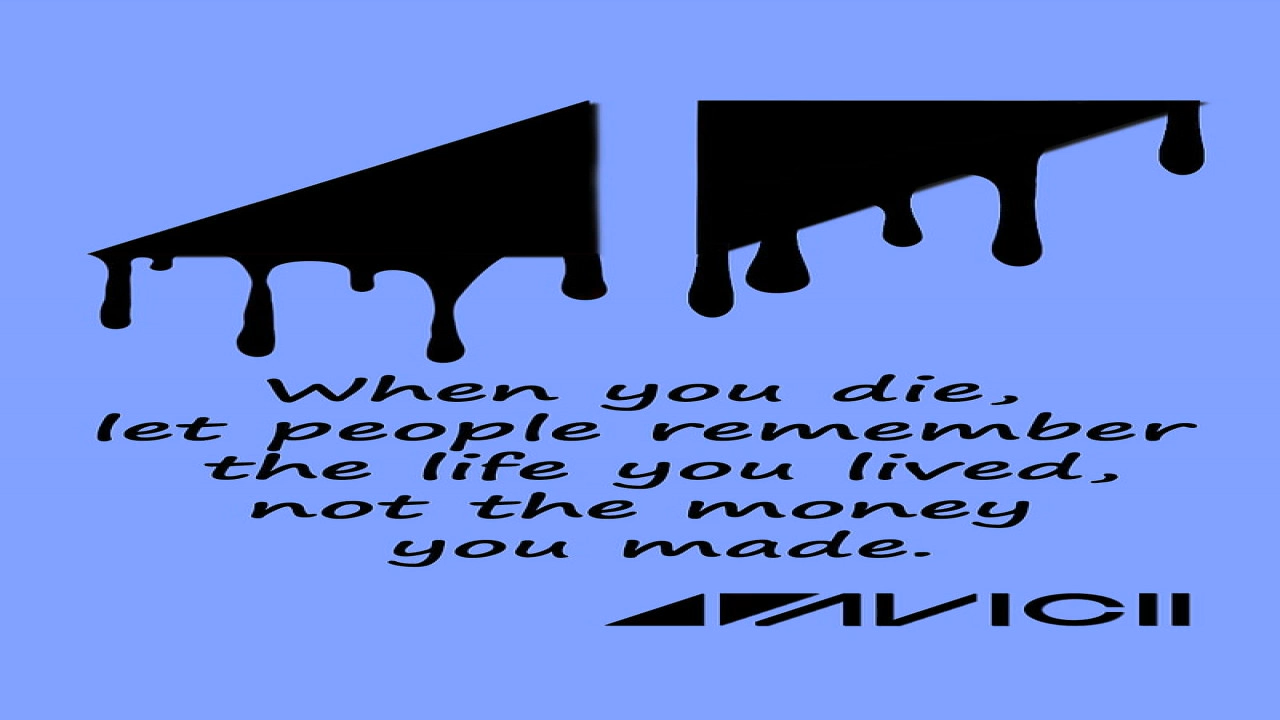 When you die,
let people remember
the life you lived,
not the money
you made.
AVICII